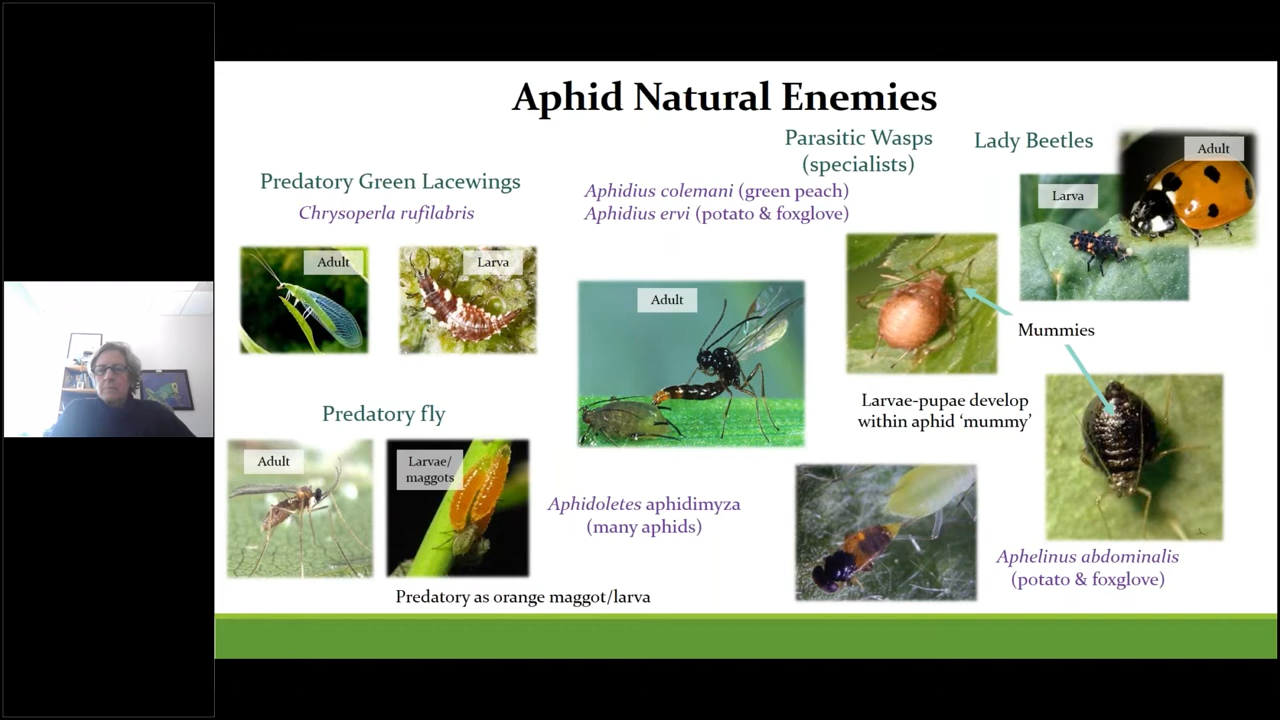 Aphid Natural Enemies
Predatory Green Lacewings
Chrysoperla rufilabris
Adult
Larva
Predatory fly
Adult
Larvae/
maggots
Predatory as orange maggot/larva
Aphidoletes aphidimyza
(many aphids)
Parasitic Wasps
(specialists)
Aphidius colemani (green peach)
Aphidius ervi (potato & foxglove)
Adult
Mummies
Larvae-pupae develop
within aphid ‘mummy’
Aphelinus abdominalis
(potato & foxglove)
Lady Beetles
Larva
Adult